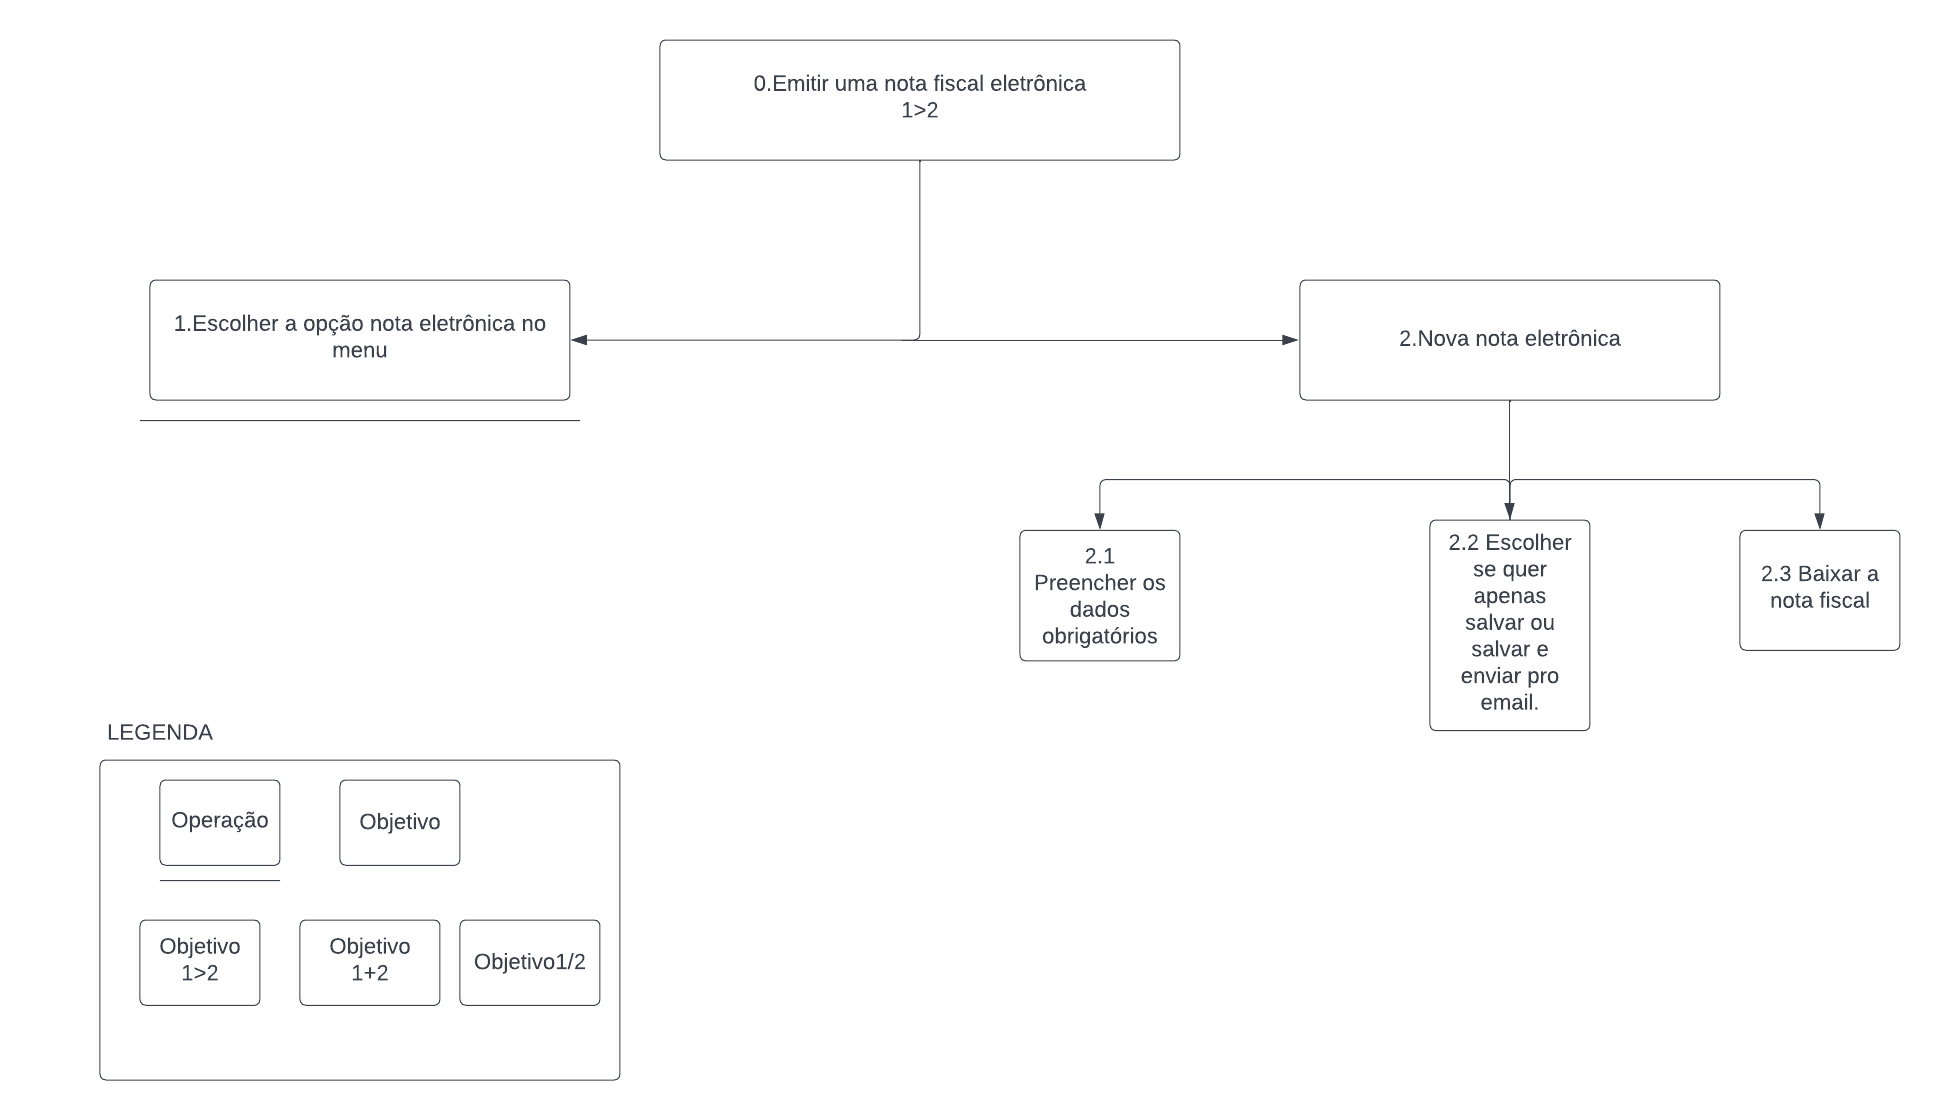 0.Emitir uma nota fiscal eletrônica
1>2
1.Escolher a opção nota eletrônica no
menu
2.Nova nota eletrônica
2.1
Preencher os
dados
obrigatórios
2.2 Escolher
se quer
apenas
salvar ou
salvar e
enviar pro
email.
2.3 Baixar a
nota fiscal
LEGENDA
Operação
Objetivo
Objetivo
1>2
Objetivo
1+2
Objetivo1/2